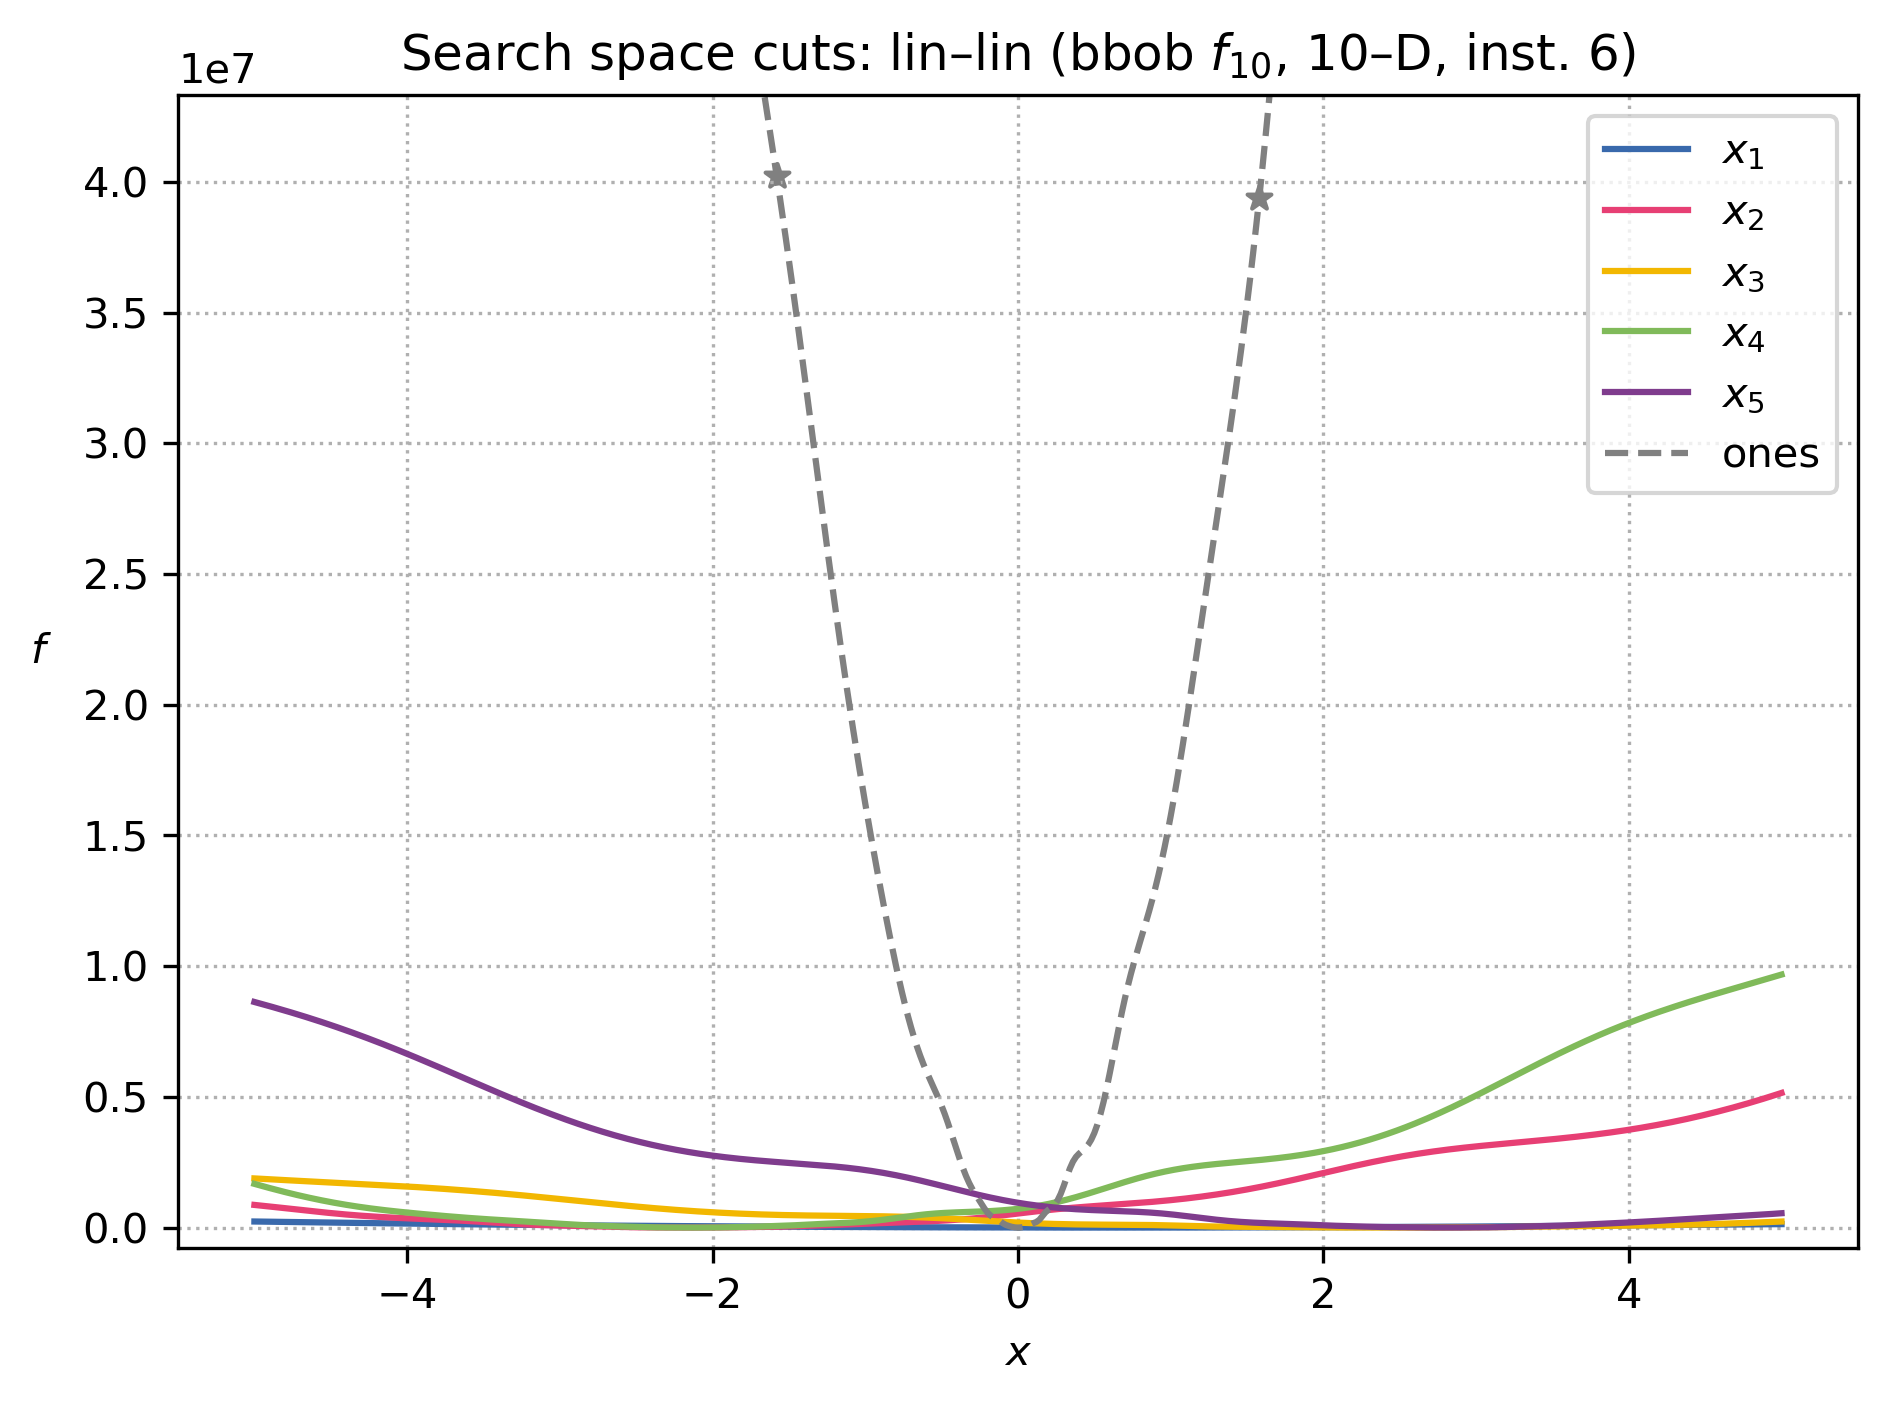 Search space cuts: lin–lin (bbob f10, 10–D, inst. 6)
1e7
4.0
3.5
3.0
2.5
2.0
1.5
1.0
0.5
0.0
f
−4 −2 0 2 4
x
x1
x2
x3
x4
x5
ones